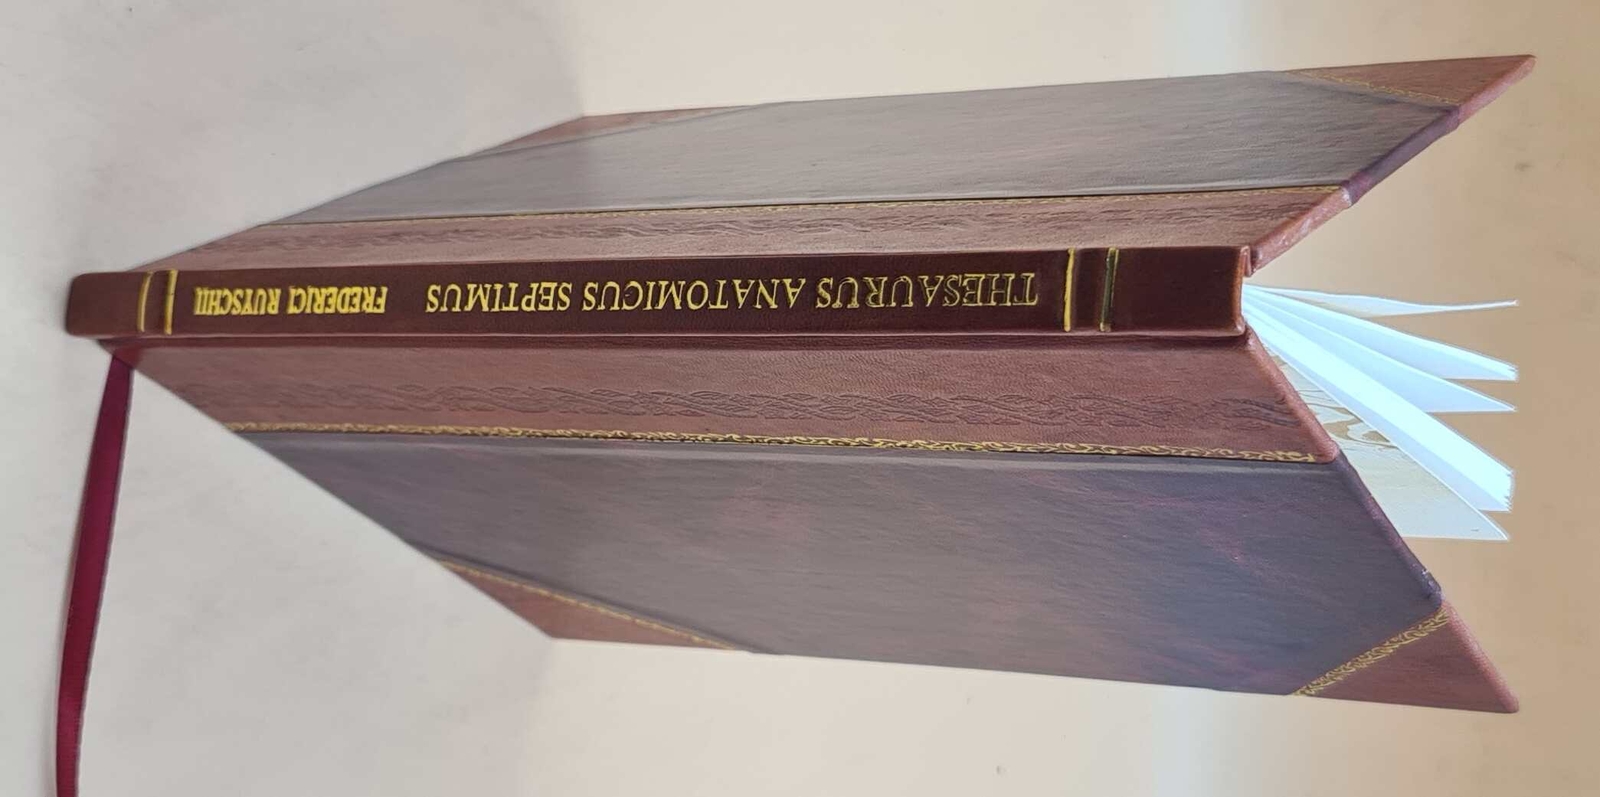 THESAURUS ANATOMICUS SEPTIMUS
FREDERICI RUYSCHII